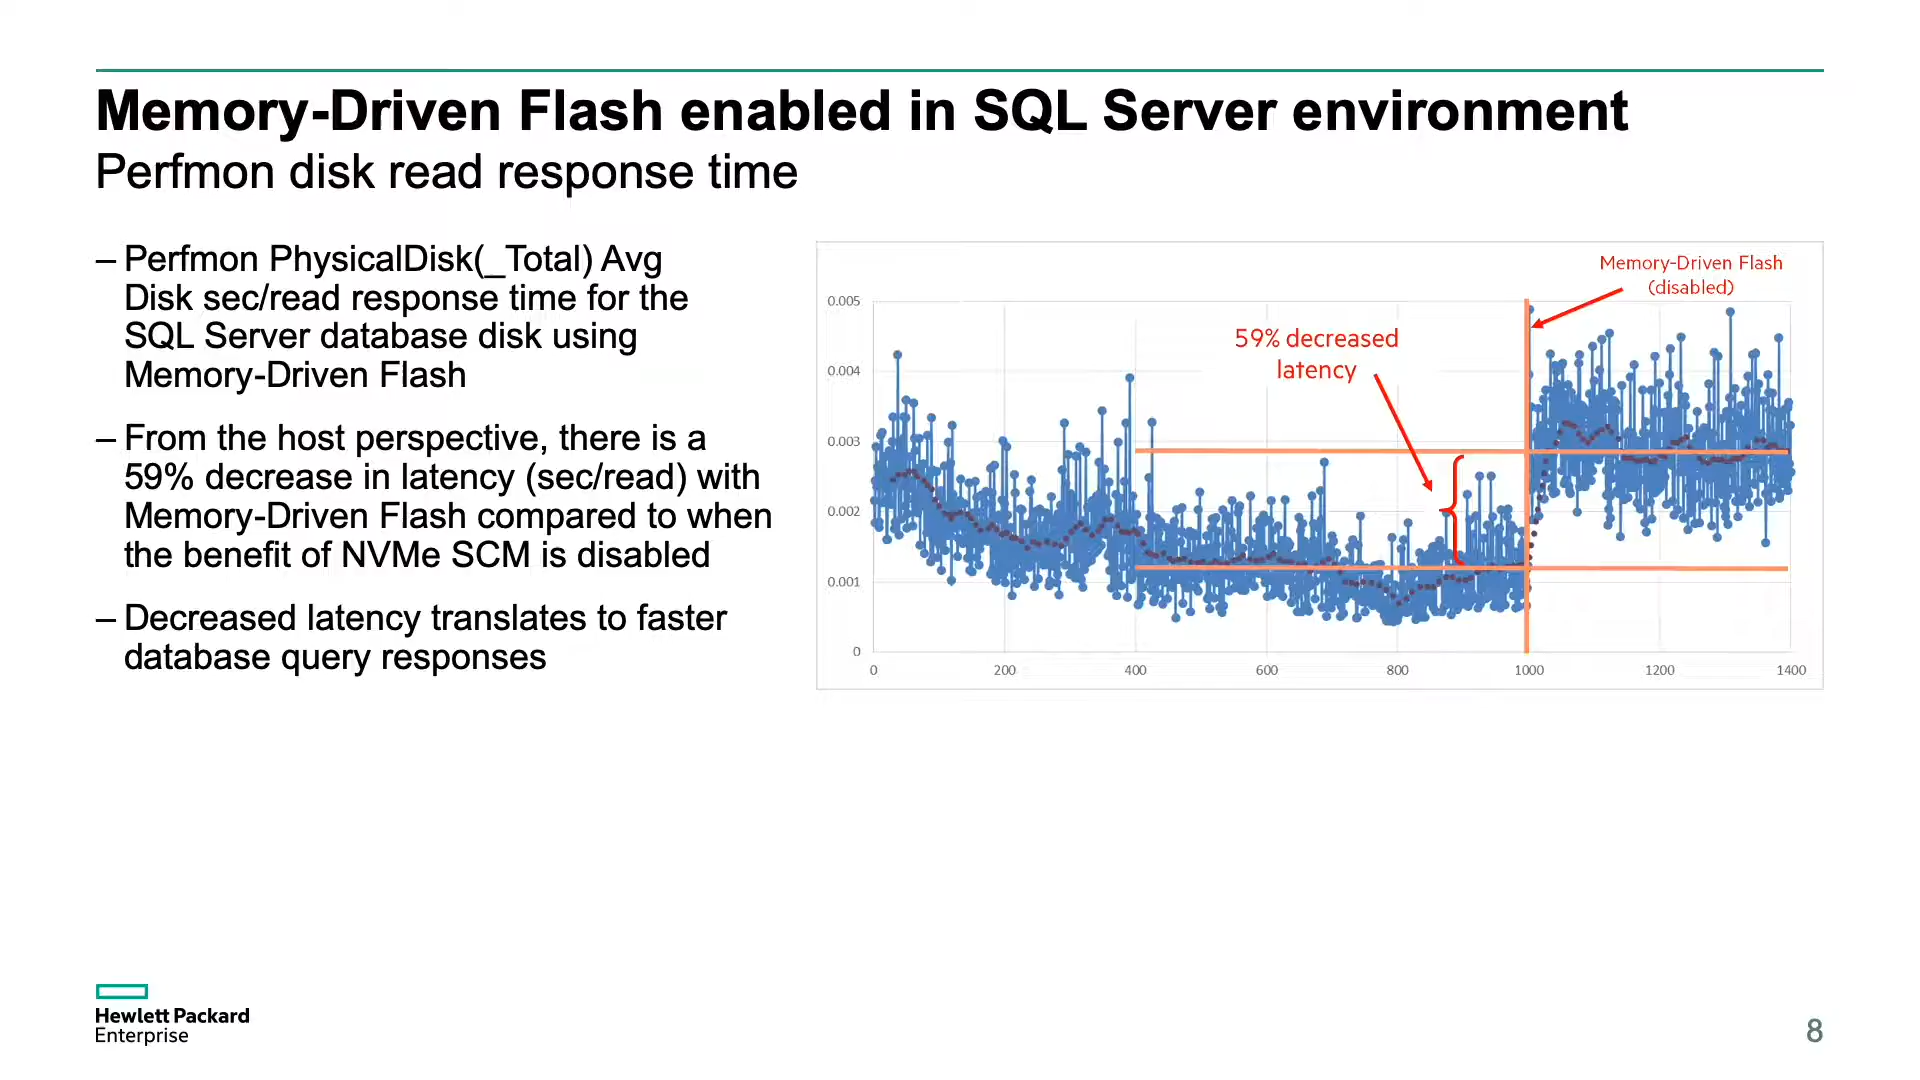 Memory-Driven Flash enabled in SQL Server environment
Perfmon disk read response time
– Perfmon PhysicalDisk(_Total) Avg
Disk sec/read response time for the
SQL Server database disk using
Memory-Driven Flash
– From the host perspective, there is a
59% decrease in latency (sec/read) with
Memory-Driven Flash compared to when
the benefit of NVMe SCM is disabled
– Decreased latency translates to faster
database query responses
Memory-Driven Flash
(disabled)
59% decreased
latency
0.005
0.004
0.003
0.002
0.001
0
0 200 400 600 800 1000 1200 1400
Hewlett Packard
Enterprise
8